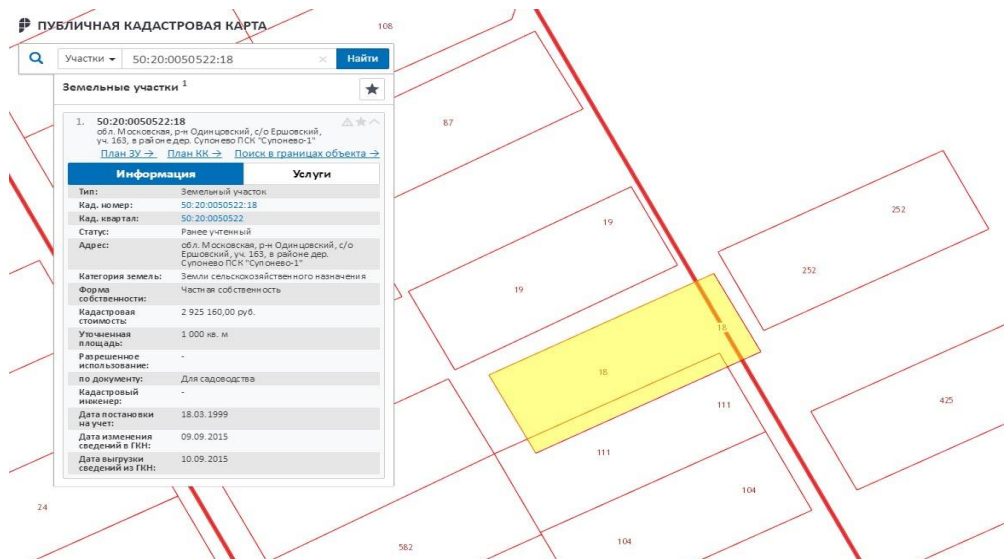 ПУБЛИЧНАЯ КАДАСТРОВАЯ КАРТА
Участки 50:20:0050522:18 × Найти
Земельные участки 1
1. 50:20:0050522:18
обл. Московская, р-н Одинцовский, с/о Ершовский,
уч. 163, в районе дер. Супонево ПСК "Супонево-1"
План ЗУ → План КК → Поиск в границах объекта →
Информация Услуги
Тип: Земельный участок
Кад. номер: 50:20:0050522:18
Кад. квартал: 50:20:0050522
Статус: Ранее учтенный
Адрес: обл. Московская, р-н Одинцовский, с/о
Ершовский, уч. 163, в районе дер.
Супонево ПСК "Супонево-1"
Категория земель: Земли сельскохозяйственного назначения
Форма Частная собственность
собственности:
Кадастровая 2 925 160,00 руб.
стоимость:
Уточненная 1 000 кв. м
площадь:
Разрешенное -
использование:
по документу: Для садоводства
Кадастровый -
инженер:
Дата постановки 18.03.1999
на учет:
Дата изменения 09.09.2015
сведений в ГКН:
Дата выгрузки 10.09.2015
сведений из ГКН:
108
87
19
19
252
252
18
18
111
111
425
104
104
582
24